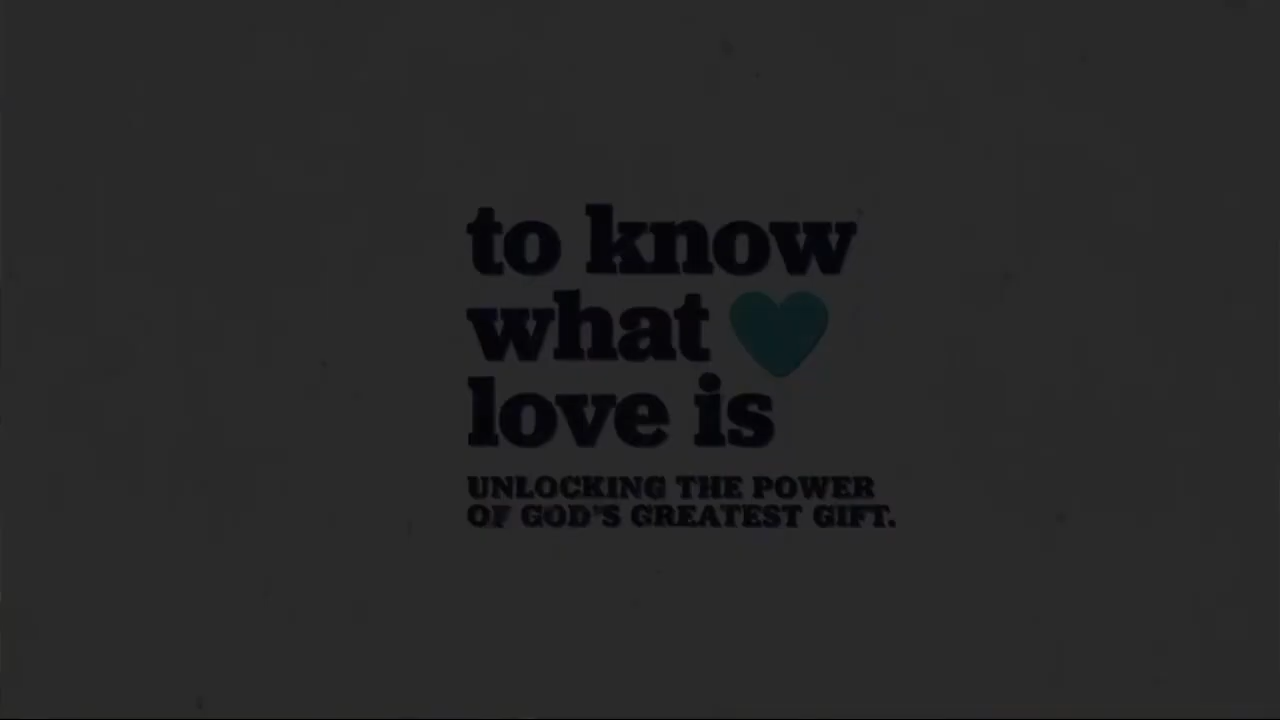 to know
what
love is
UNLOCKING THE POWER
OF GOD'S GREATEST GIFT.